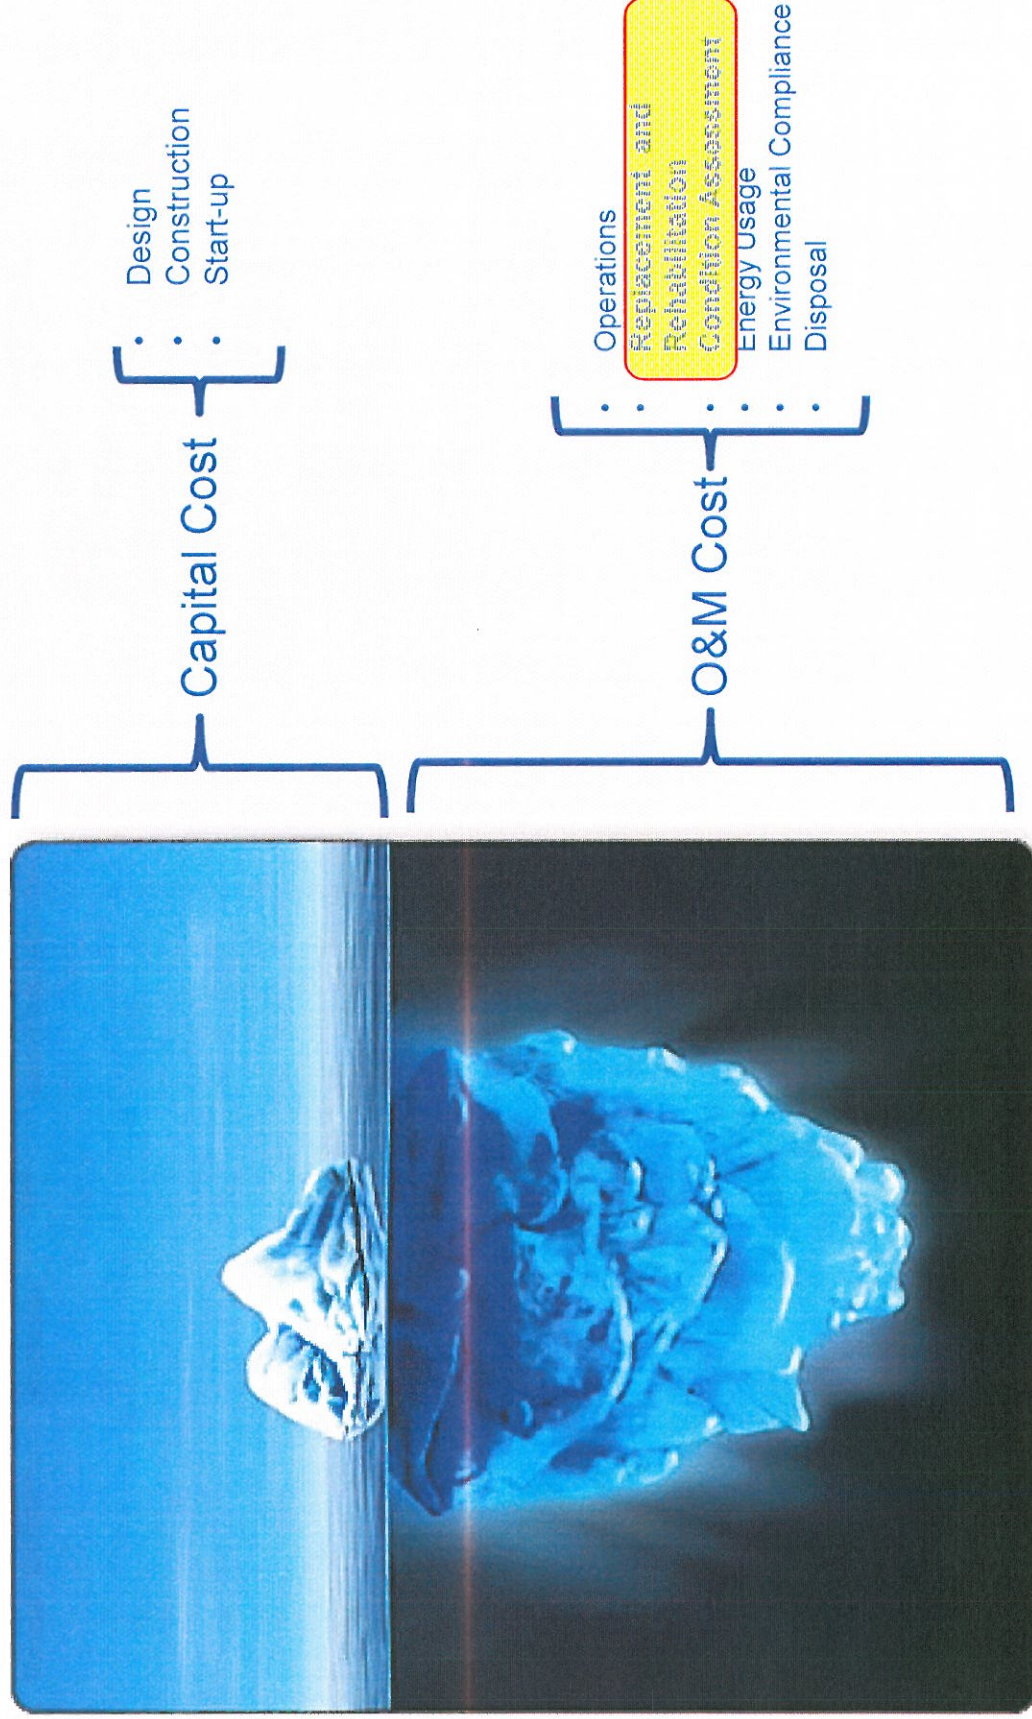 Capital Cost
• Design
• Construction
• Start-up
O&M Cost
• Operations
• Replacement and
Rehabilitation
• Condition Assessment
• Energy Usage
• Environmental Compliance
• Disposal